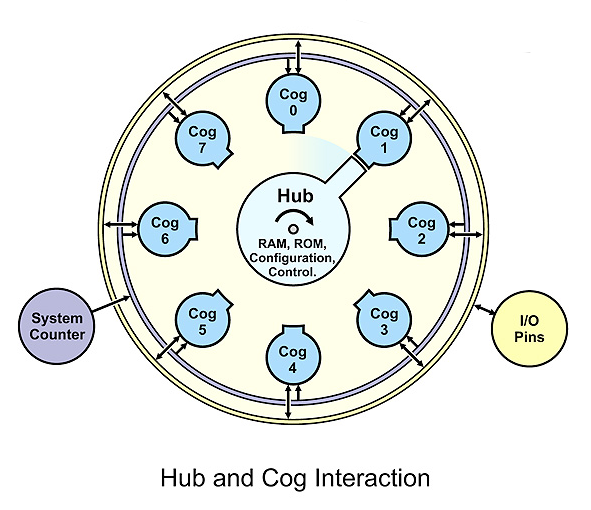 Cog
0
Cog
1
Cog
7
Hub
RAM, ROM,
Configuration,
Control.
Cog
6
Cog
2
System
Counter
Cog
5
Cog
3
I/O
Pins
Cog
4
Hub and Cog Interaction